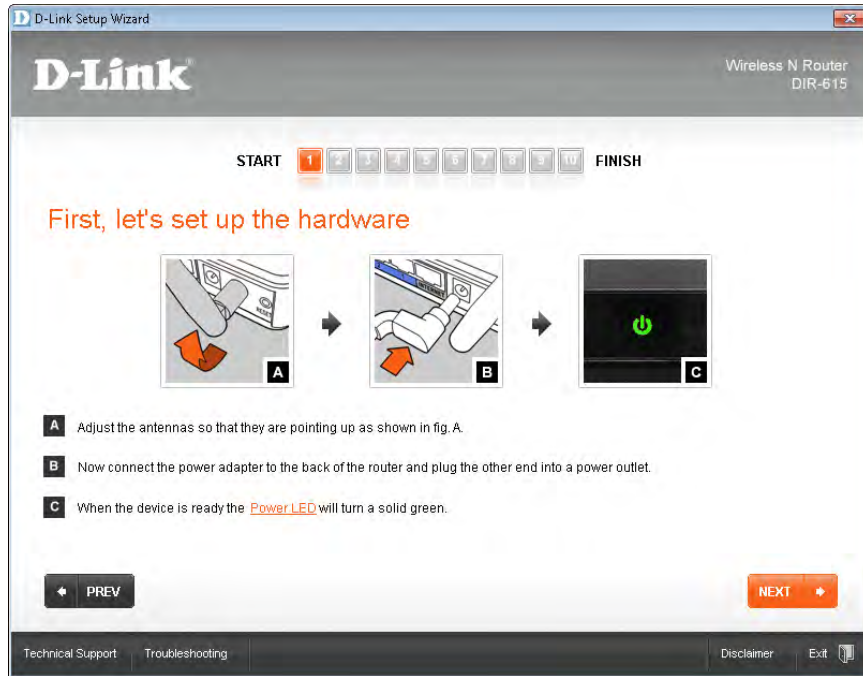 D-Link Setup Wizard
D-Link
Wireless N Router
DIR-615
START 1 2 3 4 5 6 7 8 9 10 FINISH
First, let's set up the hardware
RESET
INTERNET
A
B
C
A Adjust the antennas so that they are pointing up as shown in fig. A.
B Now connect the power adapter to the back of the router and plug the other end into a power outlet.
C When the device is ready the Power LED will turn a solid green.
PREV
NEXT
Technical Support Troubleshooting Disclaimer Exit